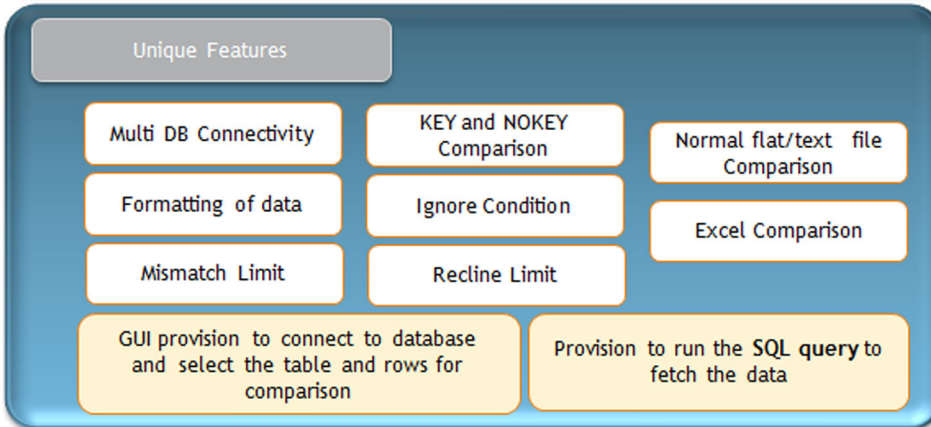 Unique Features
Multi DB Connectivity
KEY and NOKEY
Comparison
Normal flat/text file
Comparison
Formatting of data
Ignore Condition
Excel Comparison
Mismatch Limit
Recline Limit
GUI provision to connect to database
and select the table and rows for
comparison
Provision to run the SQL query to
fetch the data